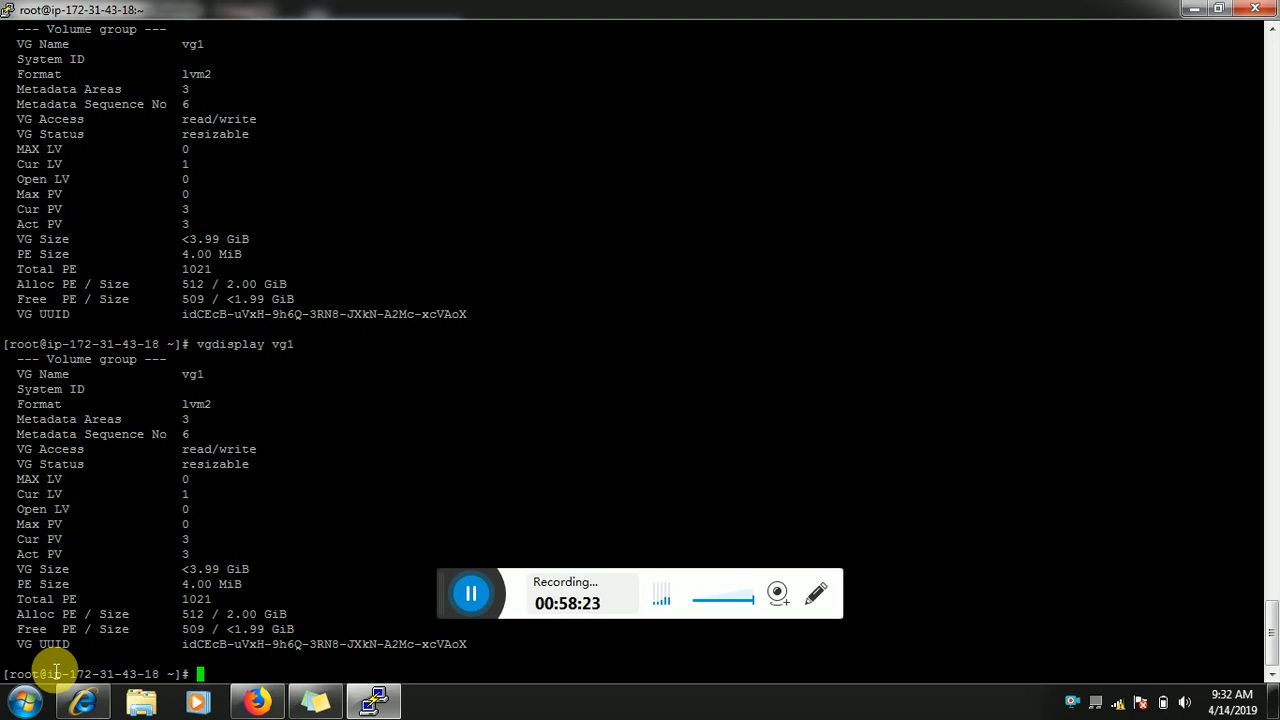 root@ip-172-31-43-18:~
--- Volume group ---
VG Name vg1
System ID
Format lvm2
Metadata Areas 3
Metadata Sequence No 6
VG Access read/write
VG Status resizable
MAX LV 0
Cur LV 1
Open LV 0
Max PV 0
Cur PV 3
Act PV 3
VG Size <3.99 GiB
PE Size 4.00 MiB
Total PE 1021
Alloc PE / Size 512 / 2.00 GiB
Free PE / Size 509 / <1.99 GiB
VG UUID idCEcB-uVxH-9h6Q-3RN8-JXkN-A2Mc-xcVAoX
[root@ip-172-31-43-18 ~]# vgdisplay vg1
--- Volume group ---
VG Name vg1
System ID
Format lvm2
Metadata Areas 3
Metadata Sequence No 6
VG Access read/write
VG Status resizable
MAX LV 0
Cur LV 1
Open LV 0
Max PV 0
Cur PV 3
Act PV 3
VG Size <3.99 GiB
PE Size 4.00 MiB
Total PE 1021
Alloc PE / Size 512 / 2.00 GiB
Free PE / Size 509 / <1.99 GiB
VG UUID idCEcB-uVxH-9h6Q-3RN8-JXkN-A2Mc-xcVAoX
[root@ip-172-31-43-18 ~]#
Recording...
00:58:23
9:32 AM
4/14/2019